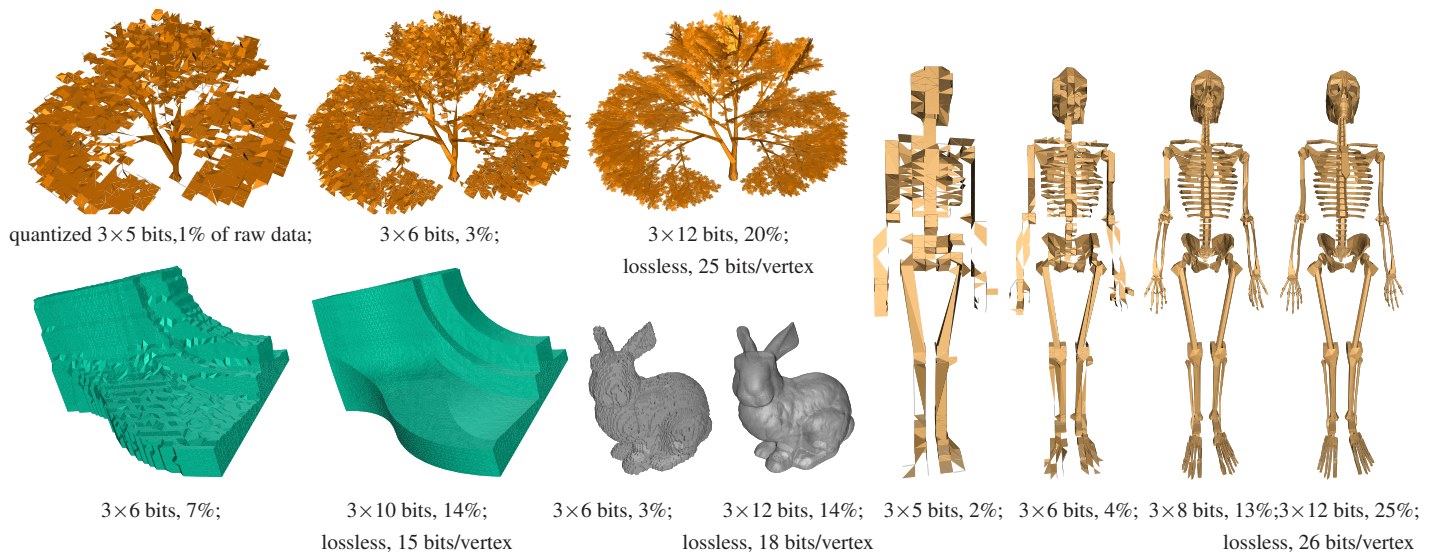 quantized 3×5 bits,1% of raw data;
3×6 bits, 3%;
3×12 bits, 20%;
lossless, 25 bits/vertex
3×6 bits, 7%;
3×10 bits, 14%;
lossless, 15 bits/vertex
3×6 bits, 3%;
3×12 bits, 14%;
lossless, 18 bits/vertex
3×5 bits, 2%;
3×6 bits, 4%;
3×8 bits, 13%;
3×12 bits, 25%;
lossless, 26 bits/vertex